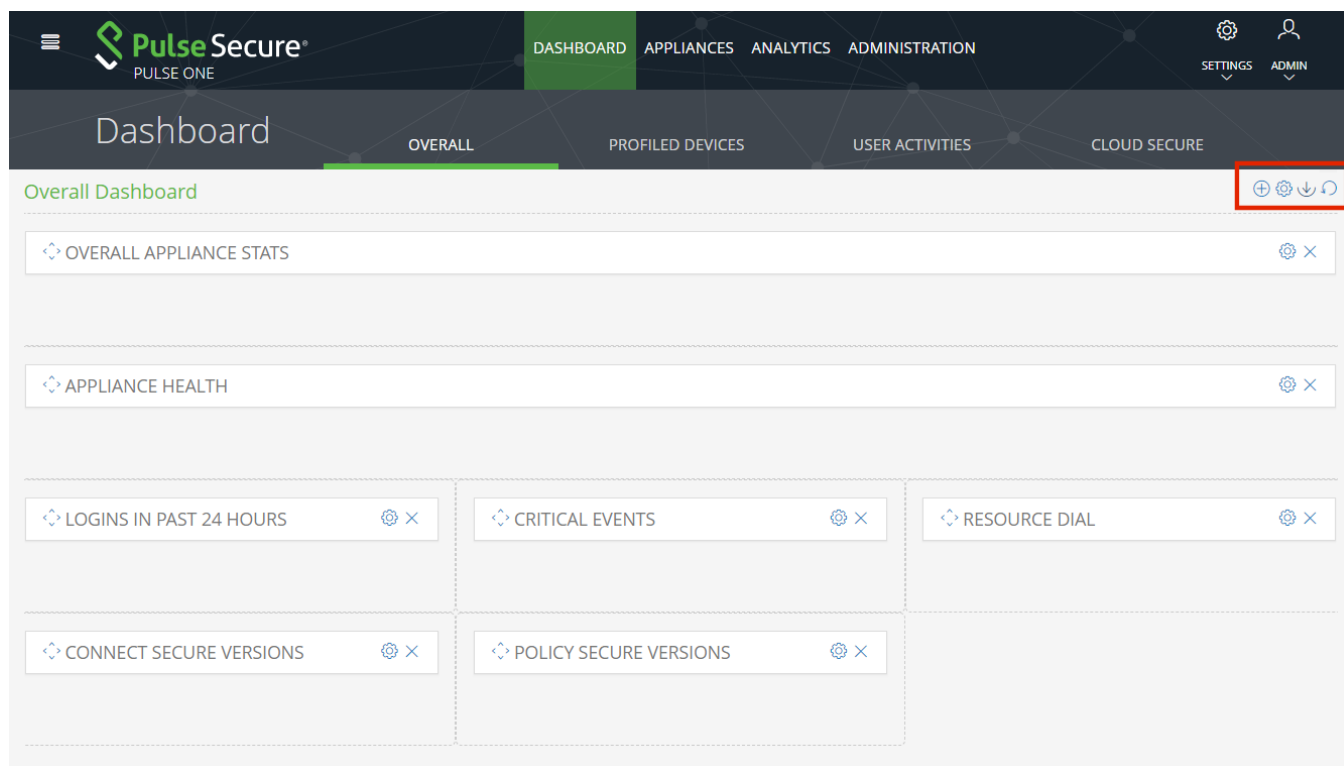 Pulse Secure®
PULSE ONE
DASHBOARD APPLIANCES ANALYTICS ADMINISTRATION
SETTINGS ADMIN
Dashboard
OVERALL PROFILED DEVICES USER ACTIVITIES CLOUD SECURE
Overall Dashboard
OVERALL APPLIANCE STATS
APPLIANCE HEALTH
LOGINS IN PAST 24 HOURS CRITICAL EVENTS RESOURCE DIAL
CONNECT SECURE VERSIONS POLICY SECURE VERSIONS